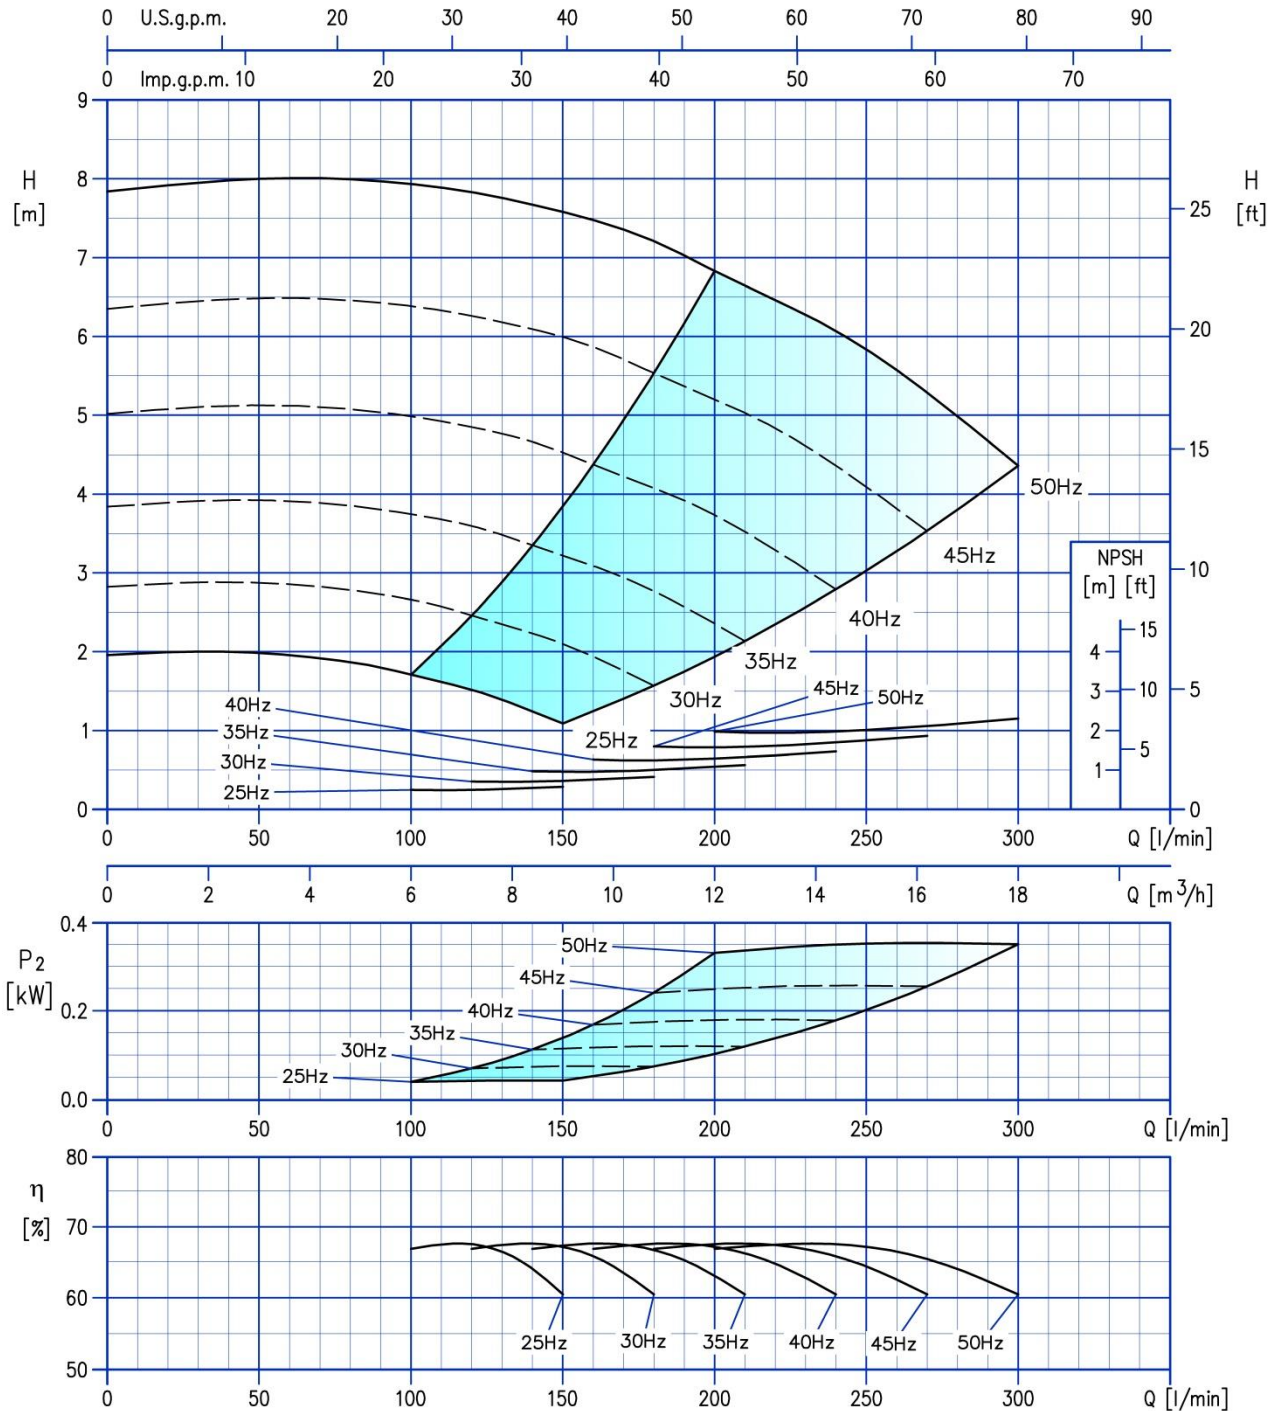 0 U.S.g.p.m. 20 30 40 50 60 70 80 90
0 Imp.g.p.m. 10 20 30 40 50 60 70
9
H 8 H
[m] 25 [ft]
7
6 20
5
15
4 50Hz
45Hz NPSH
3 10 [m] [ft]
40Hz
15
2 35Hz 4
45Hz
30Hz 50Hz 3 10 5
40Hz
35Hz 1 25Hz 2
5
30Hz 1
25Hz
0 0
0 50 100 150 200 250 300 Q [l/min]
0 2 4 6 8 10 12 14 16 18 Q [m³/h]
0.4
50Hz
P2 45Hz
[kW] 0.2 40Hz
35Hz
30Hz
25Hz
0.0
0 50 100 150 200 250 300 Q [l/min]
80
η
[%] 70
60
25Hz 30Hz 35Hz 40Hz 45Hz 50Hz
50
0 50 100 150 200 250 300 Q [l/min]